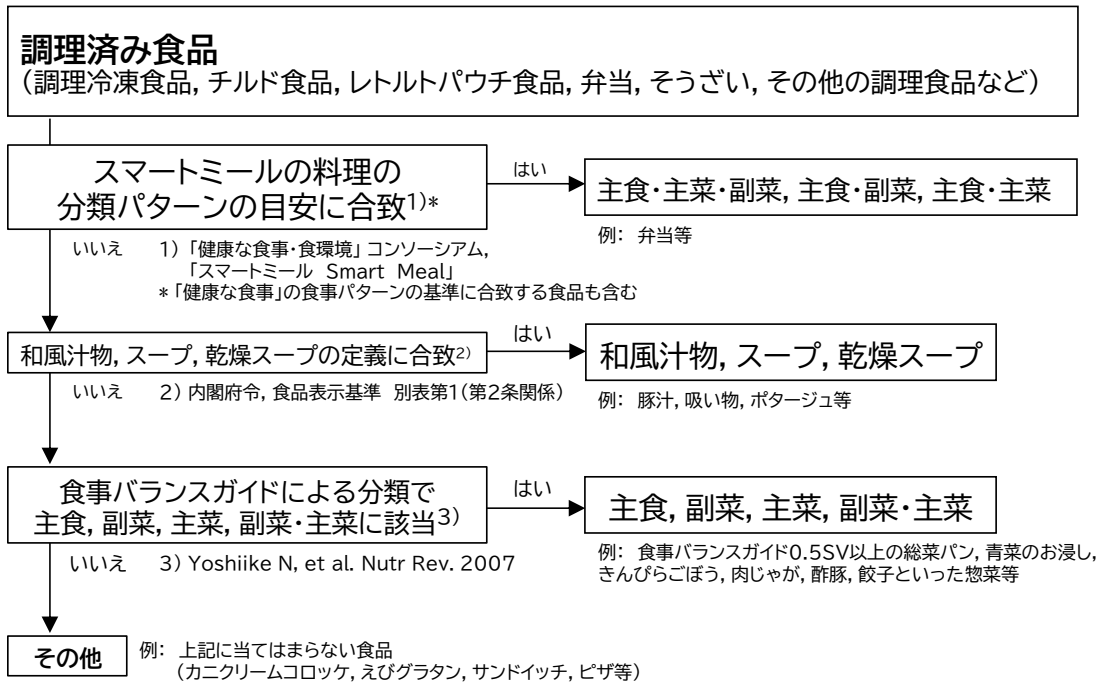 調理済み食品
(調理冷凍食品, チルド食品, レトルトパウチ食品, 弁当, そうざい, その他の調理食品など)
スマートミールの料理の
分類パターンの目安に合致1)*
はい
主食・主菜・副菜, 主食・副菜, 主食・主菜
例: 弁当等
いいえ
1) 「健康な食事・食環境」 コンソーシアム,
「スマートミール Smart Meal」
* 「健康な食事」の食事パターンの基準に合致する食品も含む
和風汁物, スープ, 乾燥スープの定義に合致2)
はい
和風汁物, スープ, 乾燥スープ
例: 豚汁, 吸い物, ポタージュ等
いいえ
2) 内閣府令, 食品表示基準 別表第1(第2条関係)
食事バランスガイドによる分類で
主食, 副菜, 主菜, 副菜・主菜に該当3)
はい
主食, 副菜, 主菜, 副菜・主菜
例: 食事バランスガイド0.5SV以上の総菜パン, 青菜のお浸し,
きんぴらごぼう, 肉じゃが, 酢豚, 餃子といった惣菜等
いいえ
3) Yoshiike N, et al. Nutr Rev. 2007
その他
例: 上記に当てはまらない食品
(カニクリームコロッケ, えびグラタン, サンドイッチ, ピザ等)